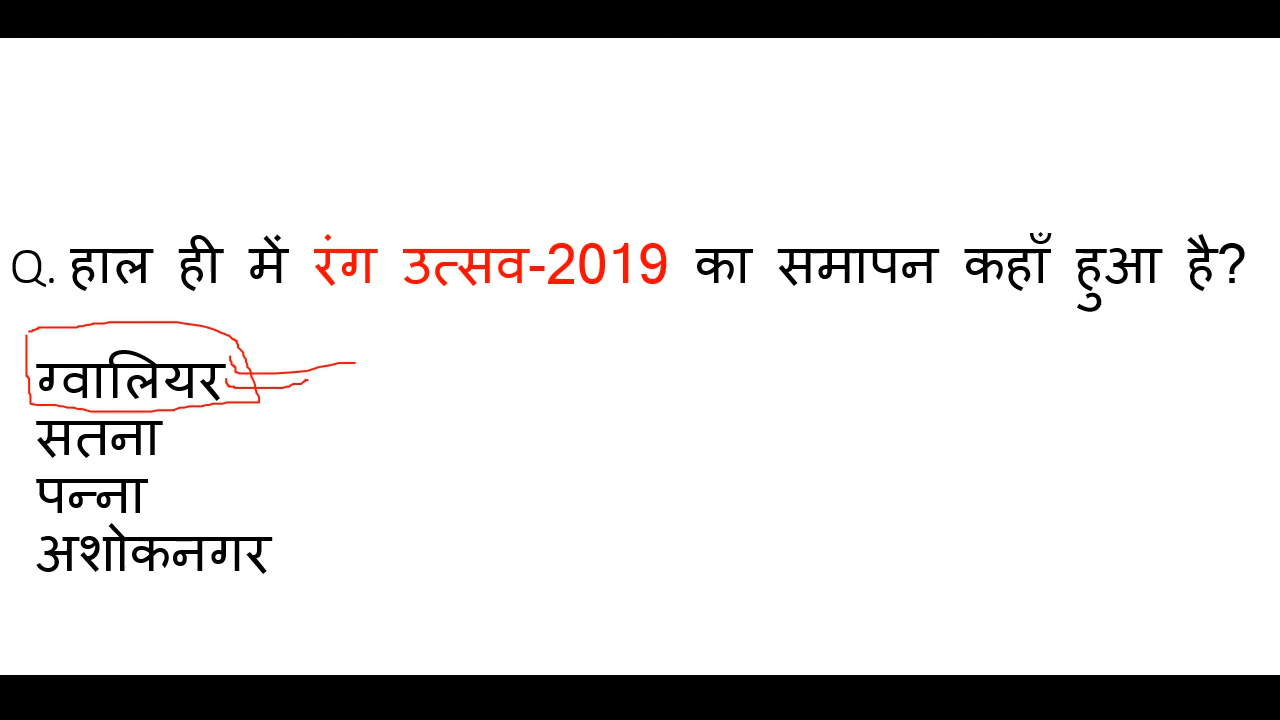 Q. हाल ही में रंग उत्सव-2019 का समापन कहाँ हुआ है?
ग्वालियर
सतना
पन्ना
अशोकनगर